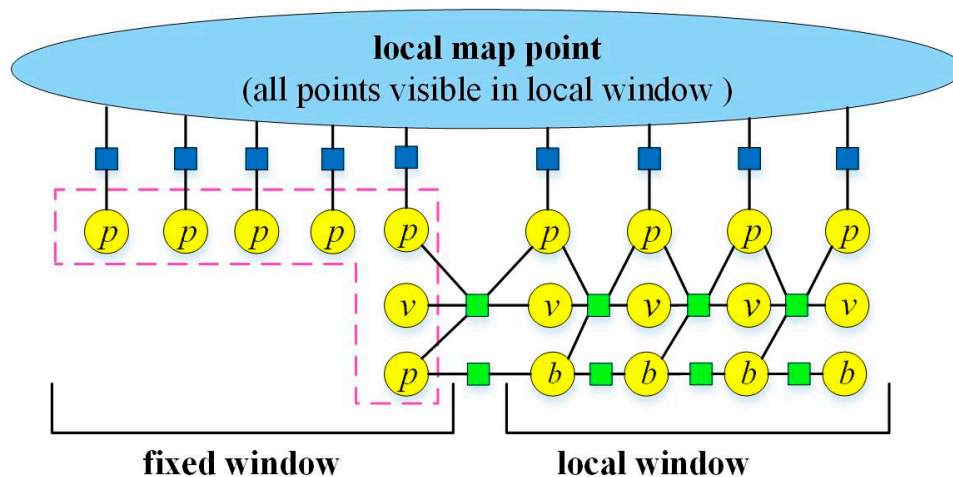 local map point
(all points visible in local window )
p p p p p p p p p
v v v v v
p b b b b
fixed window local window